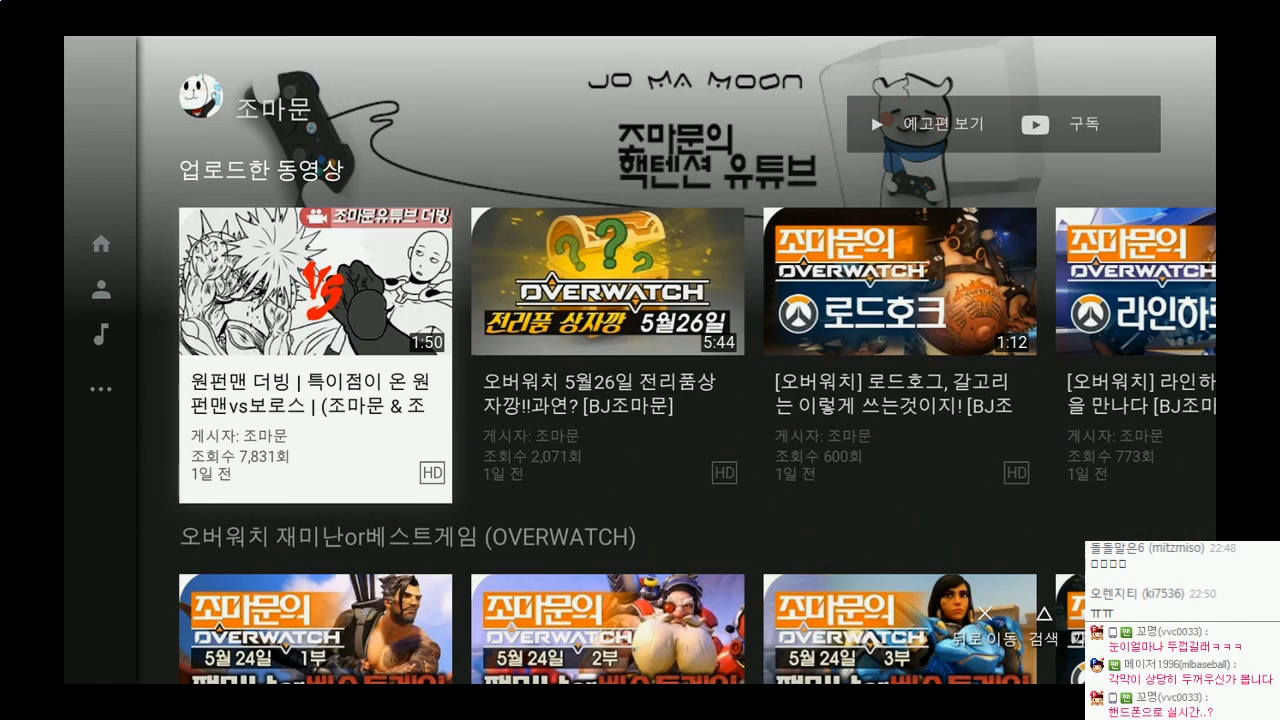 JO MA MOON
조마문
조마문의
핵텐션 유튜브
예고편 보기
구독
업로드한 동영상
조마문유튜브 더빙
VS
1:50
원펀맨 더빙 | 특이점이 온 원
펀맨vs보로스 | (조마문 & 조
게시자: 조마문
조회수 7,831회
1일 전
HD
OVERWATCH
전리품 상자깡 5월26일
5:44
오버워치 5월26일 전리품상
자깡!!과연? [BJ조마문]
게시자: 조마문
조회수 2,071회
1일 전
HD
조마문의
OVERWATCH
로드호크
1:12
[오버워치] 로드호그, 갈고리
는 이렇게 쓰는것이지! [BJ조
게시자: 조마문
조회수 600회
1일 전
HD
조마문의
OVERWATCH
라인하르
[오버워치] 라인하
을 만나다 [BJ조마
게시자: 조마문
조회수 773회
1일 전
오버워치 재미난or베스트게임 (OVERWATCH)
조마문의
OVERWATCH
5월 24일 1부
조마문의
OVERWATCH
5월 24일 2부
조마문의
OVERWATCH
5월 24일 3부
뒤로이동 검색
돌돌말은6 (mitzmiso) 22:48
ㅁㅁㅁㅁ
오렌지티 (ki7536) 22:50
ㅠㅠ
팬 꼬명(vvc0033) :
눈이얼마나 두껍길래ㅋㅋㅋ
팬 메이저1996(mlbaseball) :
각막이 상당히 두꺼우신가 봅니다
팬 꼬명(vvc0033) :
핸드폰으로 실시간..?